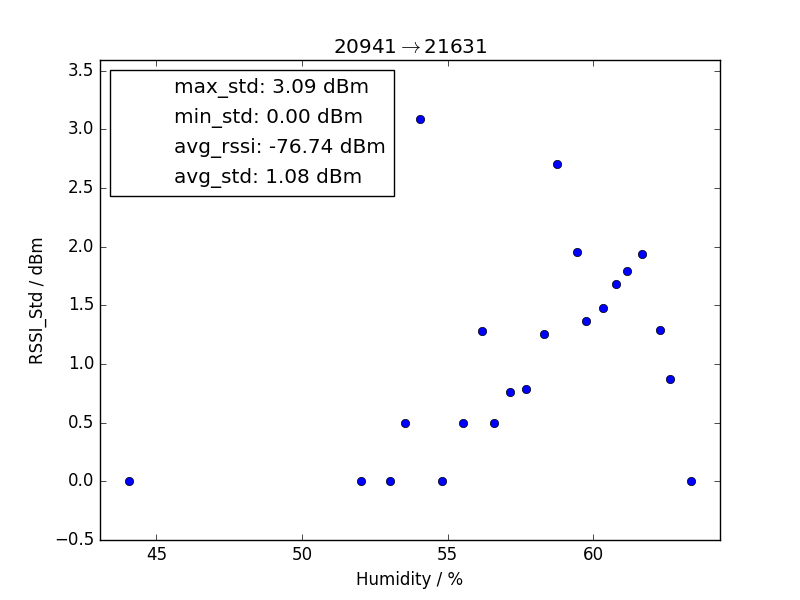 20941→21631
max_std: 3.09 dBm
min_std: 0.00 dBm
avg_rssi: -76.74 dBm
avg_std: 1.08 dBm
3.5
3.0
2.5
2.0
1.5
1.0
0.5
0.0
−0.5
RSSI_Std / dBm
45 50 55 60
Humidity / %